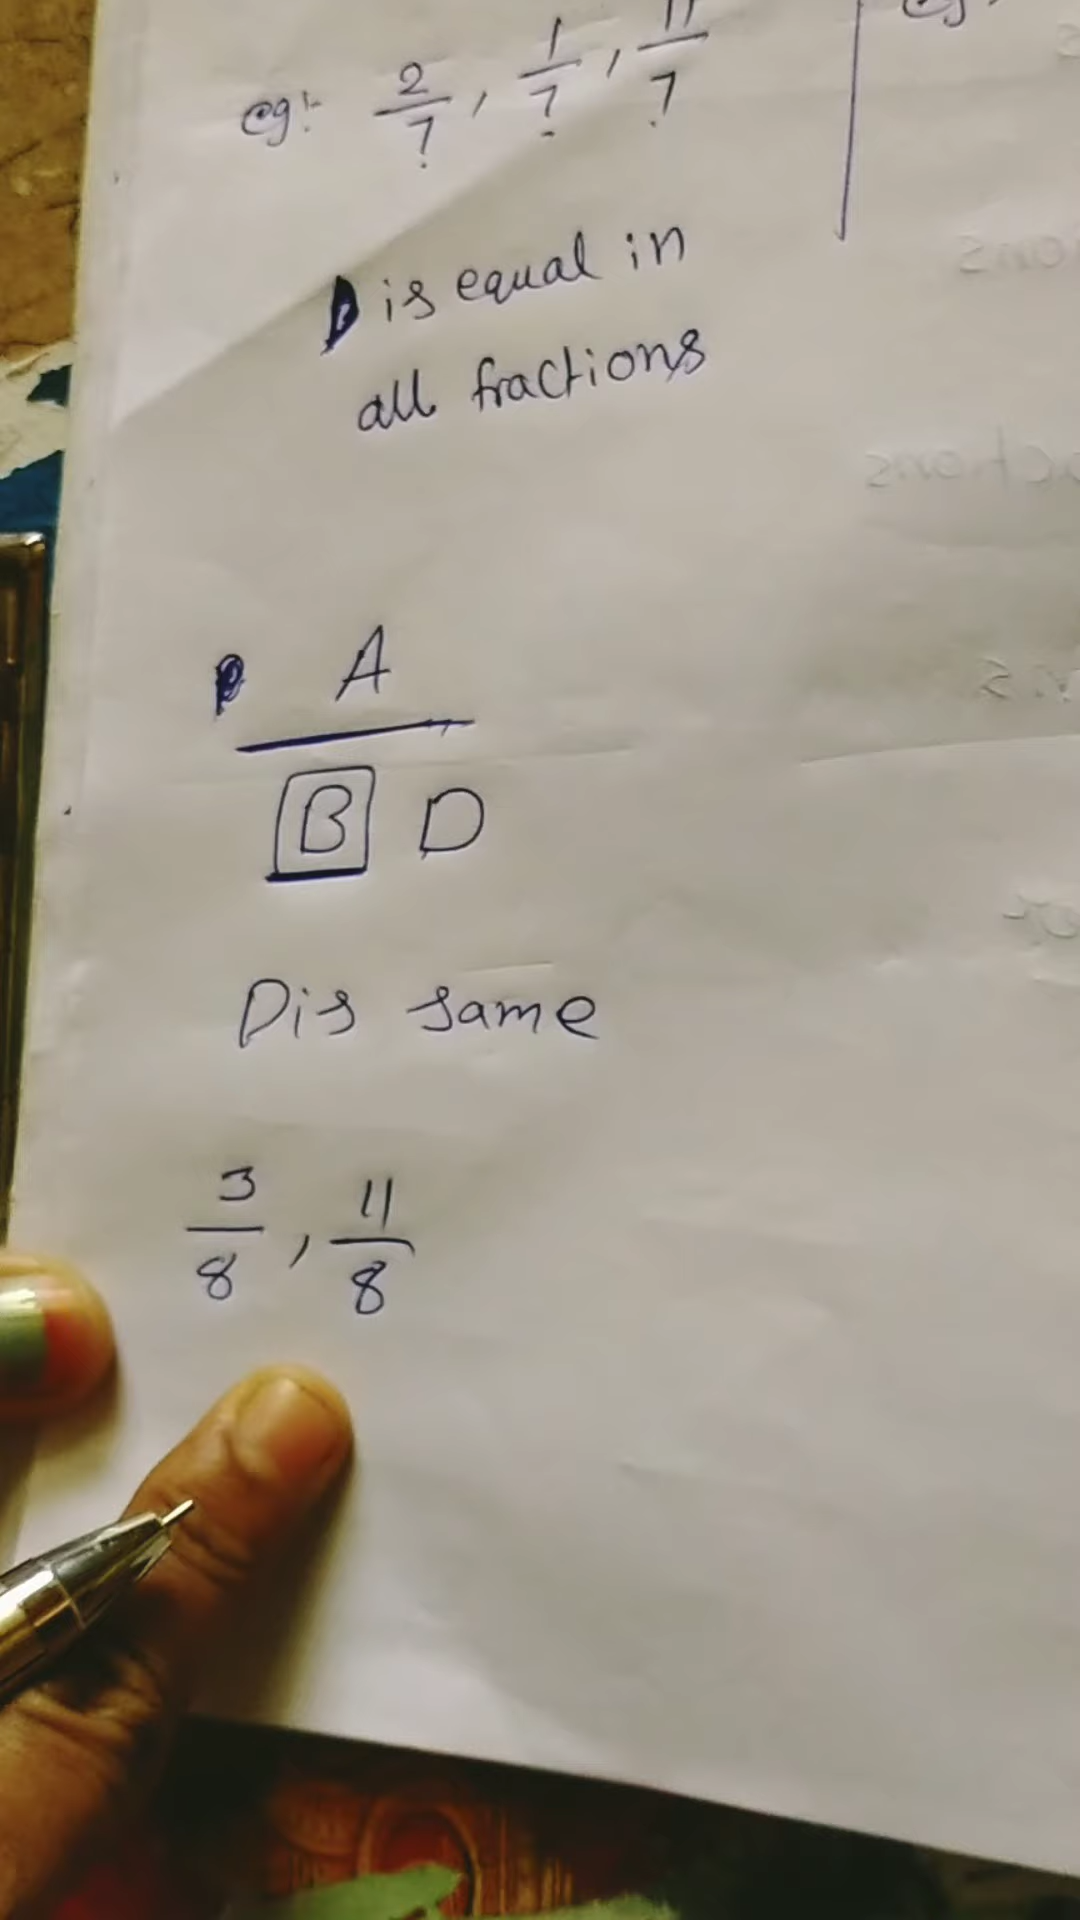 eg:- 2/7, 1/7, 11/7
D is equal in
all fractions
A
B D
D is same
3/8, 11/8